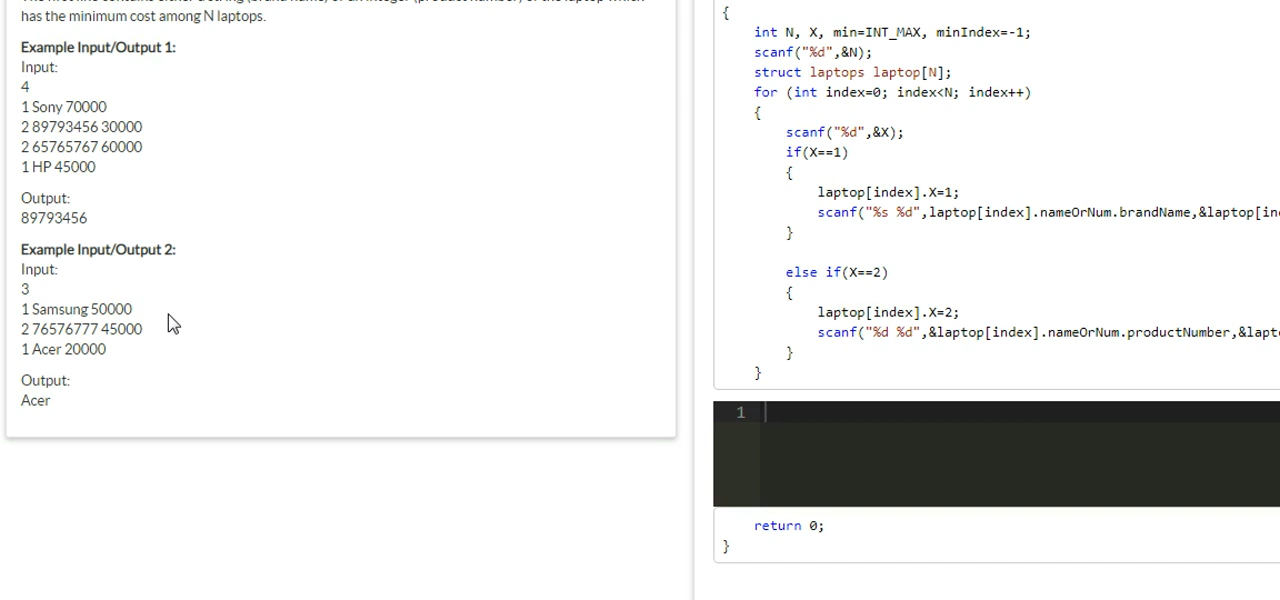 has the minimum cost among N laptops.
Example Input/Output 1:
Input:
4
1 Sony 70000
2 89793456 30000
2 65765767 60000
1 HP 45000
Output:
89793456
Example Input/Output 2:
Input:
3
1 Samsung 50000
2 76576777 45000
1 Acer 20000
Output:
Acer
{
int N, X, min=INT_MAX, minIndex=-1;
scanf("%d",&N);
struct laptops laptop[N];
for (int index=0; index<N; index++)
{
scanf("%d",&X);
if(X==1)
{
laptop[index].X=1;
scanf("%s %d",laptop[index].nameOrNum.brandName,&laptop[in
}
else if(X==2)
{
laptop[index].X=2;
scanf("%d %d",&laptop[index].nameOrNum.productNumber,&lapt
}
}
1
return 0;
}